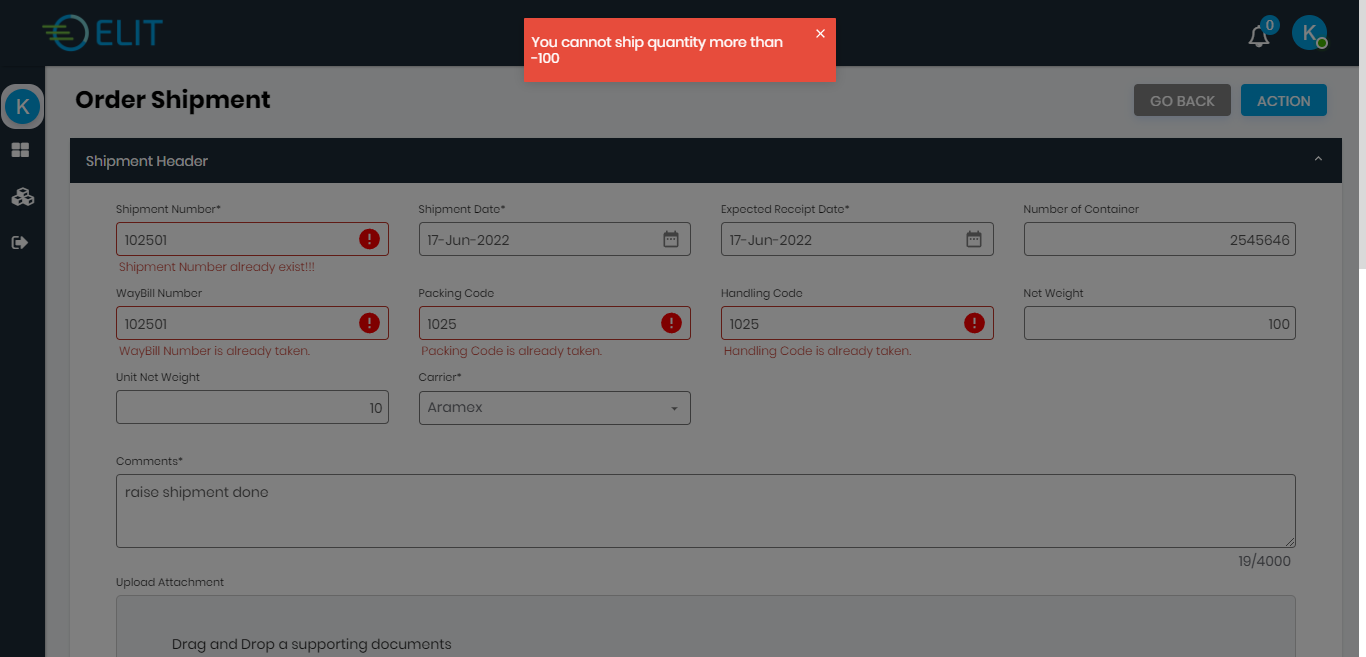 ELIT
You cannot ship quantity more than
-100
0
K
K
Order Shipment
GO BACK
ACTION
Shipment Header
Shipment Number*
Shipment Date*
Expected Receipt Date*
Number of Container
102501
17-Jun-2022
17-Jun-2022
2545646
Shipment Number already exist!!!
WayBill Number
Packing Code
Handling Code
Net Weight
102501
1025
1025
100
WayBill Number is already taken.
Packing Code is already taken.
Handling Code is already taken.
Unit Net Weight
Carrier*
10
Aramex
Comments*
raise shipment done
19/4000
Upload Attachment
Drag and Drop a supporting documents